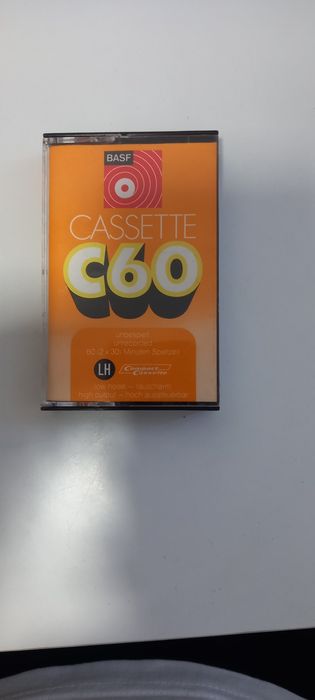 BASF
CASSETTE
C60
unbespielt
unrecorded
60 (2 x 30) Minuten Spielzeit
LH
Compact
Cassette
low noise – rauscharm
high output – hoch aussteuerbar